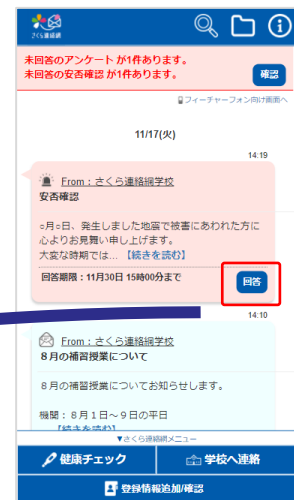 さくら連絡網
未回答のアンケート が1件あります。
未回答の安否確認 が1件あります。
確認
フィーチャーフォン向け画面へ
11/17(火)
14:19
From：さくら連絡網学校
安否確認
○月○日、発生しました地震で被害にあわれた方に
心よりお見舞い申し上げます。
大変な時期では... 【続きを読む】
回答期限：11月30日 15時00分まで
回答
14:10
From：さくら連絡網学校
8月の補習授業について
8月の補習授業についてお知らせします。
機関：８月１日～９日の平日
【続きを読む】
▼さくら連絡網メニュー
健康チェック
学校へ連絡
登録情報追加/確認